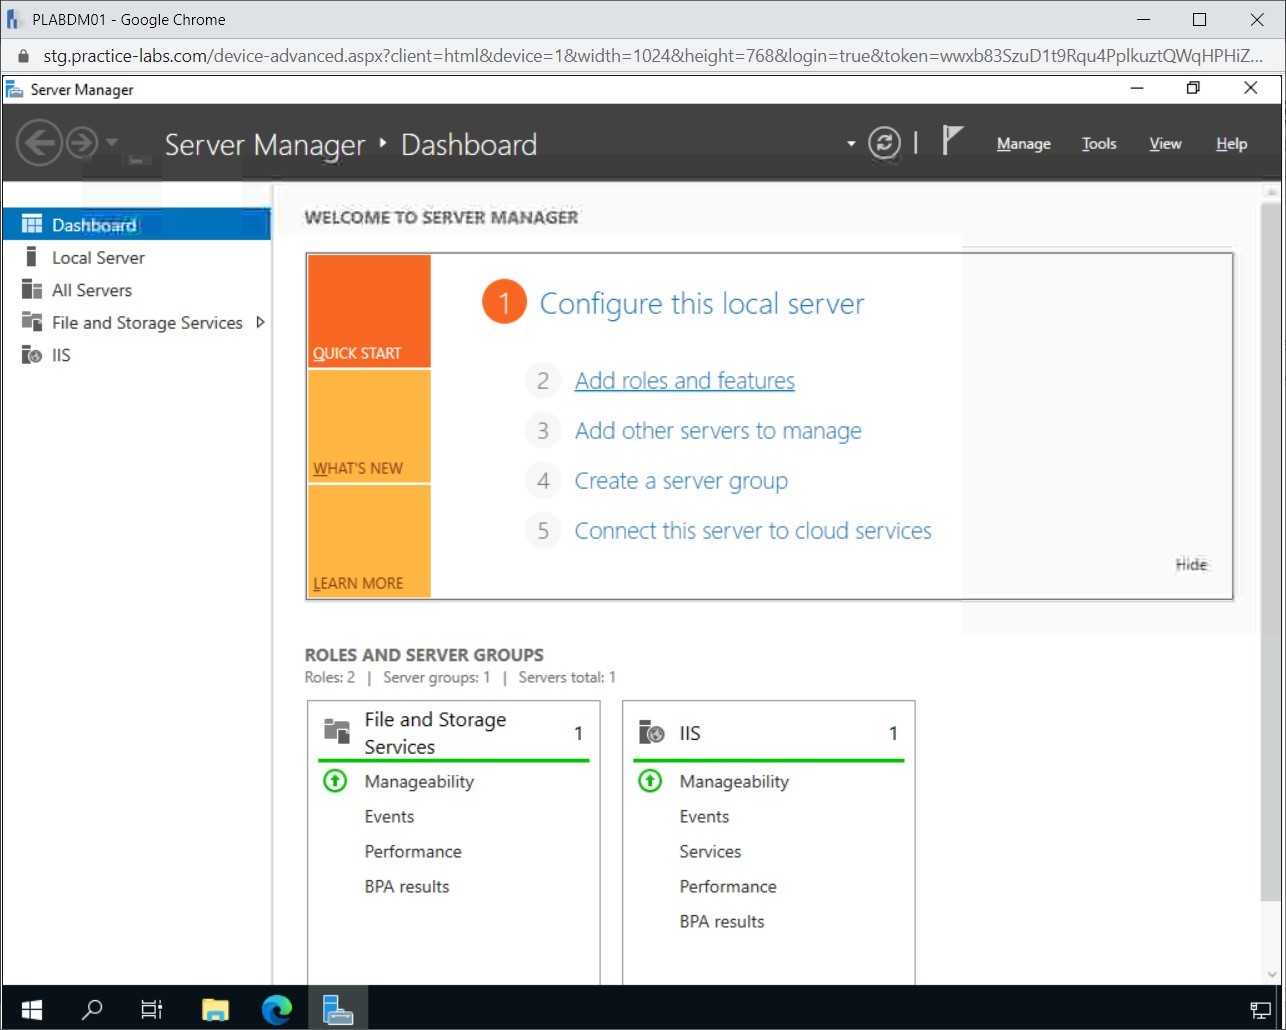 PLABDM01 - Google Chrome
stg.practice-labs.com/device-advanced.aspx?client=html&device=1&width=1024&height=768&login=true&token=wwxb83SzuD1t9Rqu4PplkuztQWqHPHiZ...
Server Manager
Server Manager Dashboard
Manage Tools View Help
Dashboard
Local Server
All Servers
File and Storage Services
IIS
WELCOME TO SERVER MANAGER
QUICK START
WHAT'S NEW
LEARN MORE
1 Configure this local server
2 Add roles and features
3 Add other servers to manage
4 Create a server group
5 Connect this server to cloud services
Hide
ROLES AND SERVER GROUPS
Roles: 2 | Server groups: 1 | Servers total: 1
File and Storage
Services 1
Manageability
Events
Performance
BPA results
IIS 1
Manageability
Events
Services
Performance
BPA results